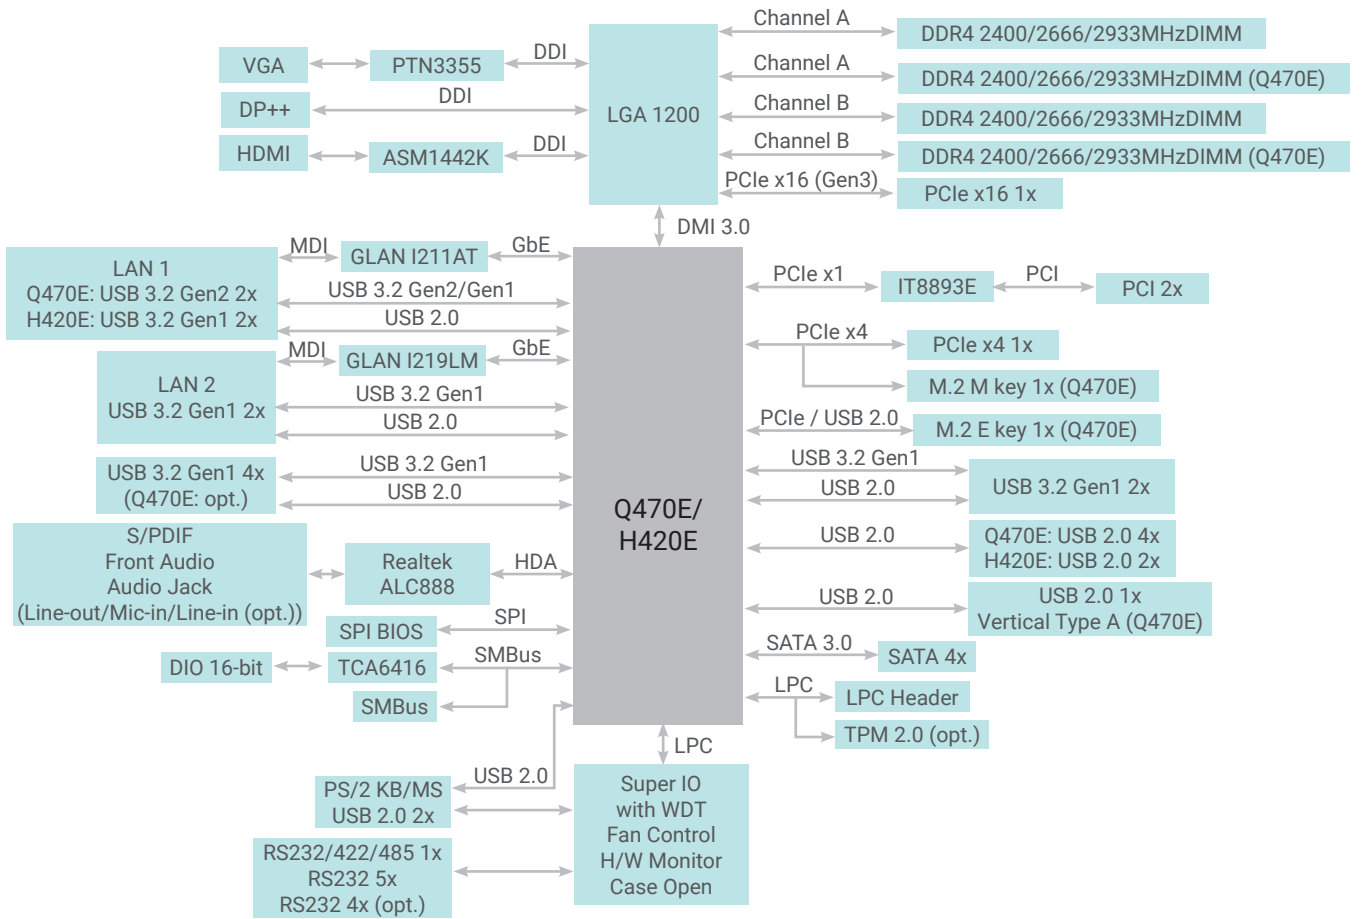 Channel A
DDR4 2400/2666/2933MHzDIMM
VGA
PTN3355
DDI
Channel A
DDR4 2400/2666/2933MHzDIMM (Q470E)
DP++
DDI
LGA 1200
Channel B
DDR4 2400/2666/2933MHzDIMM
HDMI
ASM1442K
DDI
Channel B
DDR4 2400/2666/2933MHzDIMM (Q470E)
PCIe x16 (Gen3)
PCIe x16 1x
DMI 3.0
LAN 1
Q470E: USB 3.2 Gen2 2x
H420E: USB 3.2 Gen1 2x
MDI
GLAN I211AT
GbE
USB 3.2 Gen2/Gen1
USB 2.0
LAN 2
USB 3.2 Gen1 2x
MDI
GLAN I219LM
GbE
USB 3.2 Gen1
USB 2.0
USB 3.2 Gen1 4x
(Q470E: opt.)
USB 3.2 Gen1
USB 2.0
S/PDIF
Front Audio
Audio Jack
(Line-out/Mic-in/Line-in (opt.))
Realtek
ALC888
HDA
SPI BIOS
SPI
DIO 16-bit
TCA6416
SMBus
SMBus
Q470E/
H420E
PCIe x1
IT8893E
PCI
PCI 2x
PCIe x4
PCIe x4 1x
M.2 M key 1x (Q470E)
PCIe / USB 2.0
M.2 E key 1x (Q470E)
USB 3.2 Gen1
USB 2.0
USB 3.2 Gen1 2x
USB 2.0
Q470E: USB 2.0 4x
H420E: USB 2.0 2x
USB 2.0
USB 2.0 1x
Vertical Type A (Q470E)
SATA 3.0
SATA 4x
LPC
LPC Header
TPM 2.0 (opt.)
LPC
USB 2.0
PS/2 KB/MS
USB 2.0 2x
RS232/422/485 1x
RS232 5x
RS232 4x (opt.)
Super IO
with WDT
Fan Control
H/W Monitor
Case Open